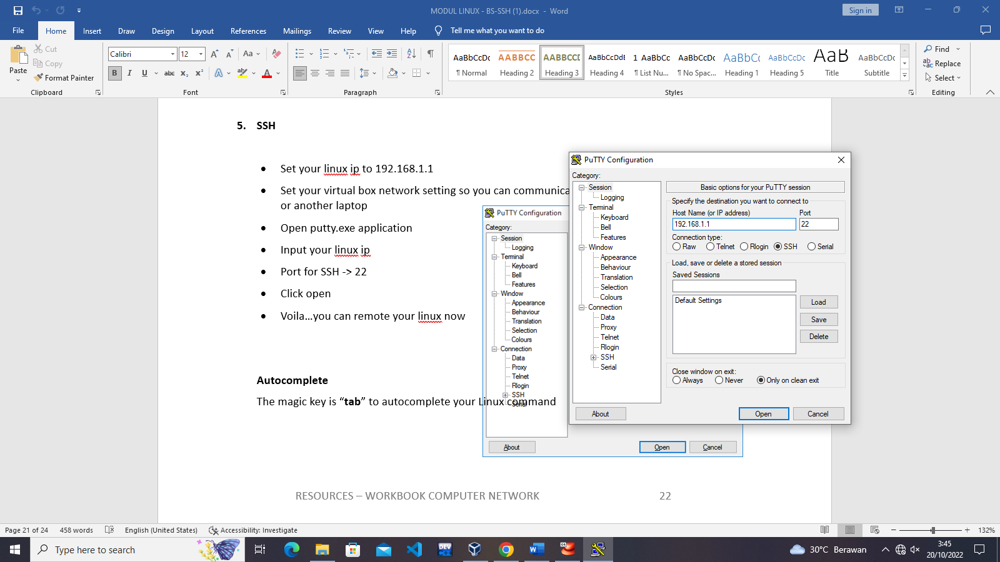 MODUL LINUX - BS-SSH (1).docx - Word
Sign in
File
Home
Insert
Draw
Design
Layout
References
Mailings
Review
View
Help
Tell me what you want to do
Paste
Cut
Copy
Format Painter
Clipboard
Calibri
12
Font
Paragraph
AaBbCcDc
¶ Normal
AABBCC
Heading 2
AABBCCI
Heading 3
AaBbCcDdE
Heading 4
1 AaBbCc
¶ List Nu...
AaBbCcDc
¶ No Spac...
AaBbC
Heading 1
AaBbCcDc
Heading 5
AaB
Title
AaBbCcDc
Subtitle
Styles
Find
Replace
Select
Editing
5. SSH
• Set your linux ip to 192.168.1.1
• Set your virtual box network setting so you can communica
or another laptop
• Open putty.exe application
• Input your linux ip
• Port for SSH -> 22
• Click open
• Voila...you can remote your linux now
Autocomplete
The magic key is “tab” to autocomplete your Linux command
RESOURCES – WORKBOOK COMPUTER NETWORK 22
PuTTY Configuration
Category:
Session
Logging
Terminal
Keyboard
Bell
Features
Window
Appearance
Behaviour
Translation
Selection
Colours
Connection
Data
Proxy
Telnet
Rlogin
SSH
Serial
About
Open
Cancel
PuTTY Configuration
Category:
Session
Logging
Terminal
Keyboard
Bell
Features
Window
Appearance
Behaviour
Translation
Selection
Colours
Connection
Data
Proxy
Telnet
Rlogin
SSH
Serial
Basic options for your PuTTY session
Specify the destination you want to connect to
Host Name (or IP address) Port
192.168.1.1 22
Connection type:
Raw Telnet Rlogin SSH Serial
Load, save or delete a stored session
Saved Sessions
Default Settings
Load
Save
Delete
Close window on exit:
Always Never Only on clean exit
About
Open
Cancel
Page 21 of 24 458 words English (United States) Accessibility: Investigate
132%
Type here to search
30°C Berawan
3:45
20/10/2022